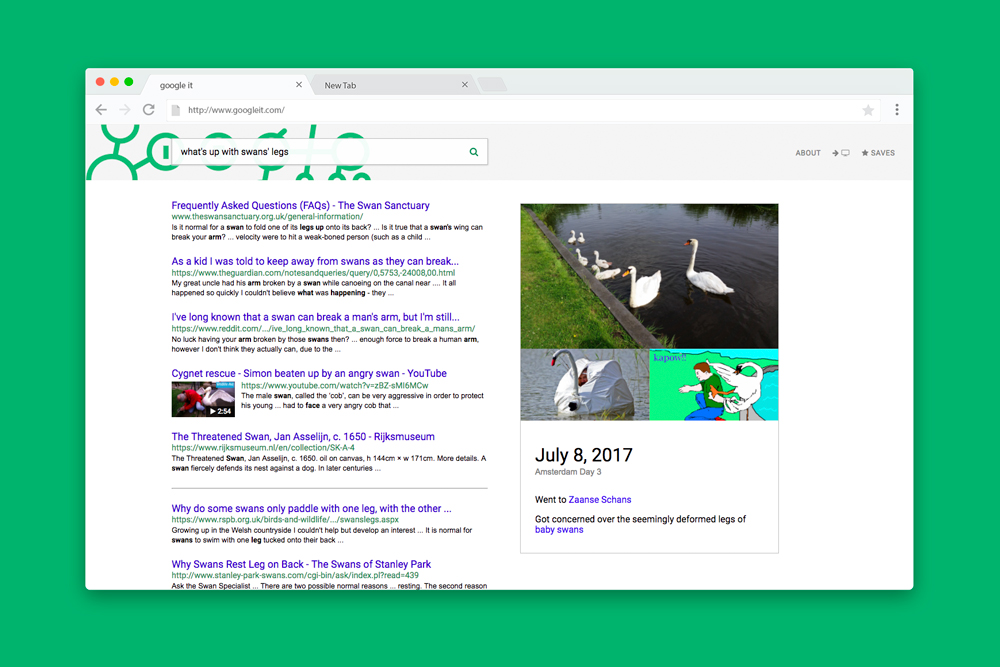 google it
New Tab
http://www.googleit.com/
what's up with swans' legs
ABOUT
SAVES
Frequently Asked Questions (FAQs) - The Swan Sanctuary
www.theswansanctuary.org.uk/general-information/
Is it normal for a swan to fold one of its legs up onto its back? ... Is it true that a swan's wing can
break your arm? ... velocity were to hit a weak-boned person (such as a child ...
As a kid I was told to keep away from swans as they can break...
https://www.theguardian.com/notesandqueries/query/0,5753,-24008,00.html
My great uncle had his arm broken by a swan while canoeing on the canal near .... It all
happened so quickly I couldn't believe what was happening - they ...
I've long known that a swan can break a man's arm, but I'm still...
https://www.reddit.com/.../ive_long_known_that_a_swan_can_break_a_mans_arm/
No luck having your arm broken by those swans then? ... enough force to break a human arm,
however I don't think they actually can, due to the ...
Cygnet rescue - Simon beaten up by an angry swan - YouTube
https://www.youtube.com/watch?v=zBZ-sMI6MCw
The male swan, called the 'cob', can be very aggressive in order to protect
his young ... had to face a very angry cob that ...
2:54
The Threatened Swan, Jan Asselijn, c. 1650 - Rijksmuseum
https://www.rijksmuseum.nl/en/collection/SK-A-4
The Threatened Swan, Jan Asselijn, c. 1650. oil on canvas, h 144cm × w 171cm. More details. A
swan fiercely defends its nest against a dog. In later centuries ...
Why do some swans only paddle with one leg, with the other ...
https://www.rspb.org.uk/birds-and-wildlife/.../swanslegs.aspx
Growing up in the Welsh countryside I couldn't help but develop an interest ... It is normal for
swans to swim with one leg tucked onto their back ...
Why Swans Rest Leg on Back - The Swans of Stanley Park
http://www.stanley-park-swans.com/cgi-bin/ask/index.pl?read=439
Ask the Swan Specialist ... There are two possible normal reasons ... resting. The second reason
kapow!!
July 8, 2017
Amsterdam Day 3
Went to Zaanse Schans
Got concerned over the seemingly deformed legs of
baby swans